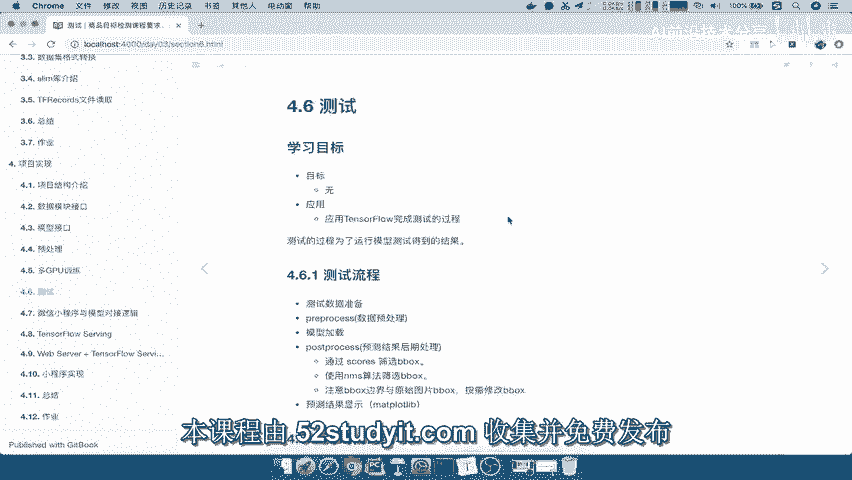 Chrome 文件 修改 视图 历史记录 书签 其他人 电动窗 帮助
100%
测试 | 商品目标检测课程要求
localhost:4000/day03/section6.html
3.3. 数据集格式转换
3.4. slim库介绍
3.5. TFRecords文件读取
3.6. 总结
3.7. 作业
4. 项目实现
4.1. 项目结构介绍
4.2. 数据模块接口
4.3. 模型接口
4.4. 预处理
4.5. 多GPU训练
4.6. 测试
4.7. 微信小程序与模型对接逻辑
4.8. TensorFlow Serving
4.9. Web Server + TensorFlow Servi...
4.10. 小程序实现
4.11. 总结
4.12. 作业
Published with GitBook
4.6 测试
学习目标
目标
无
应用
应用TensorFlow完成测试的过程
测试的过程为了运行模型测试得到的结果。
4.6.1 测试流程
测试数据准备
preprocess(数据预处理)
模型加载
postprocess(预测结果后期处理)
通过 scores 筛选bbox。
使用nms算法筛选bbox。
注意bbox边界与原始图片bbox，按需修改bbox
预测结果显示（matplotlib）
本课程由 52studyit.com 收集并免费发布